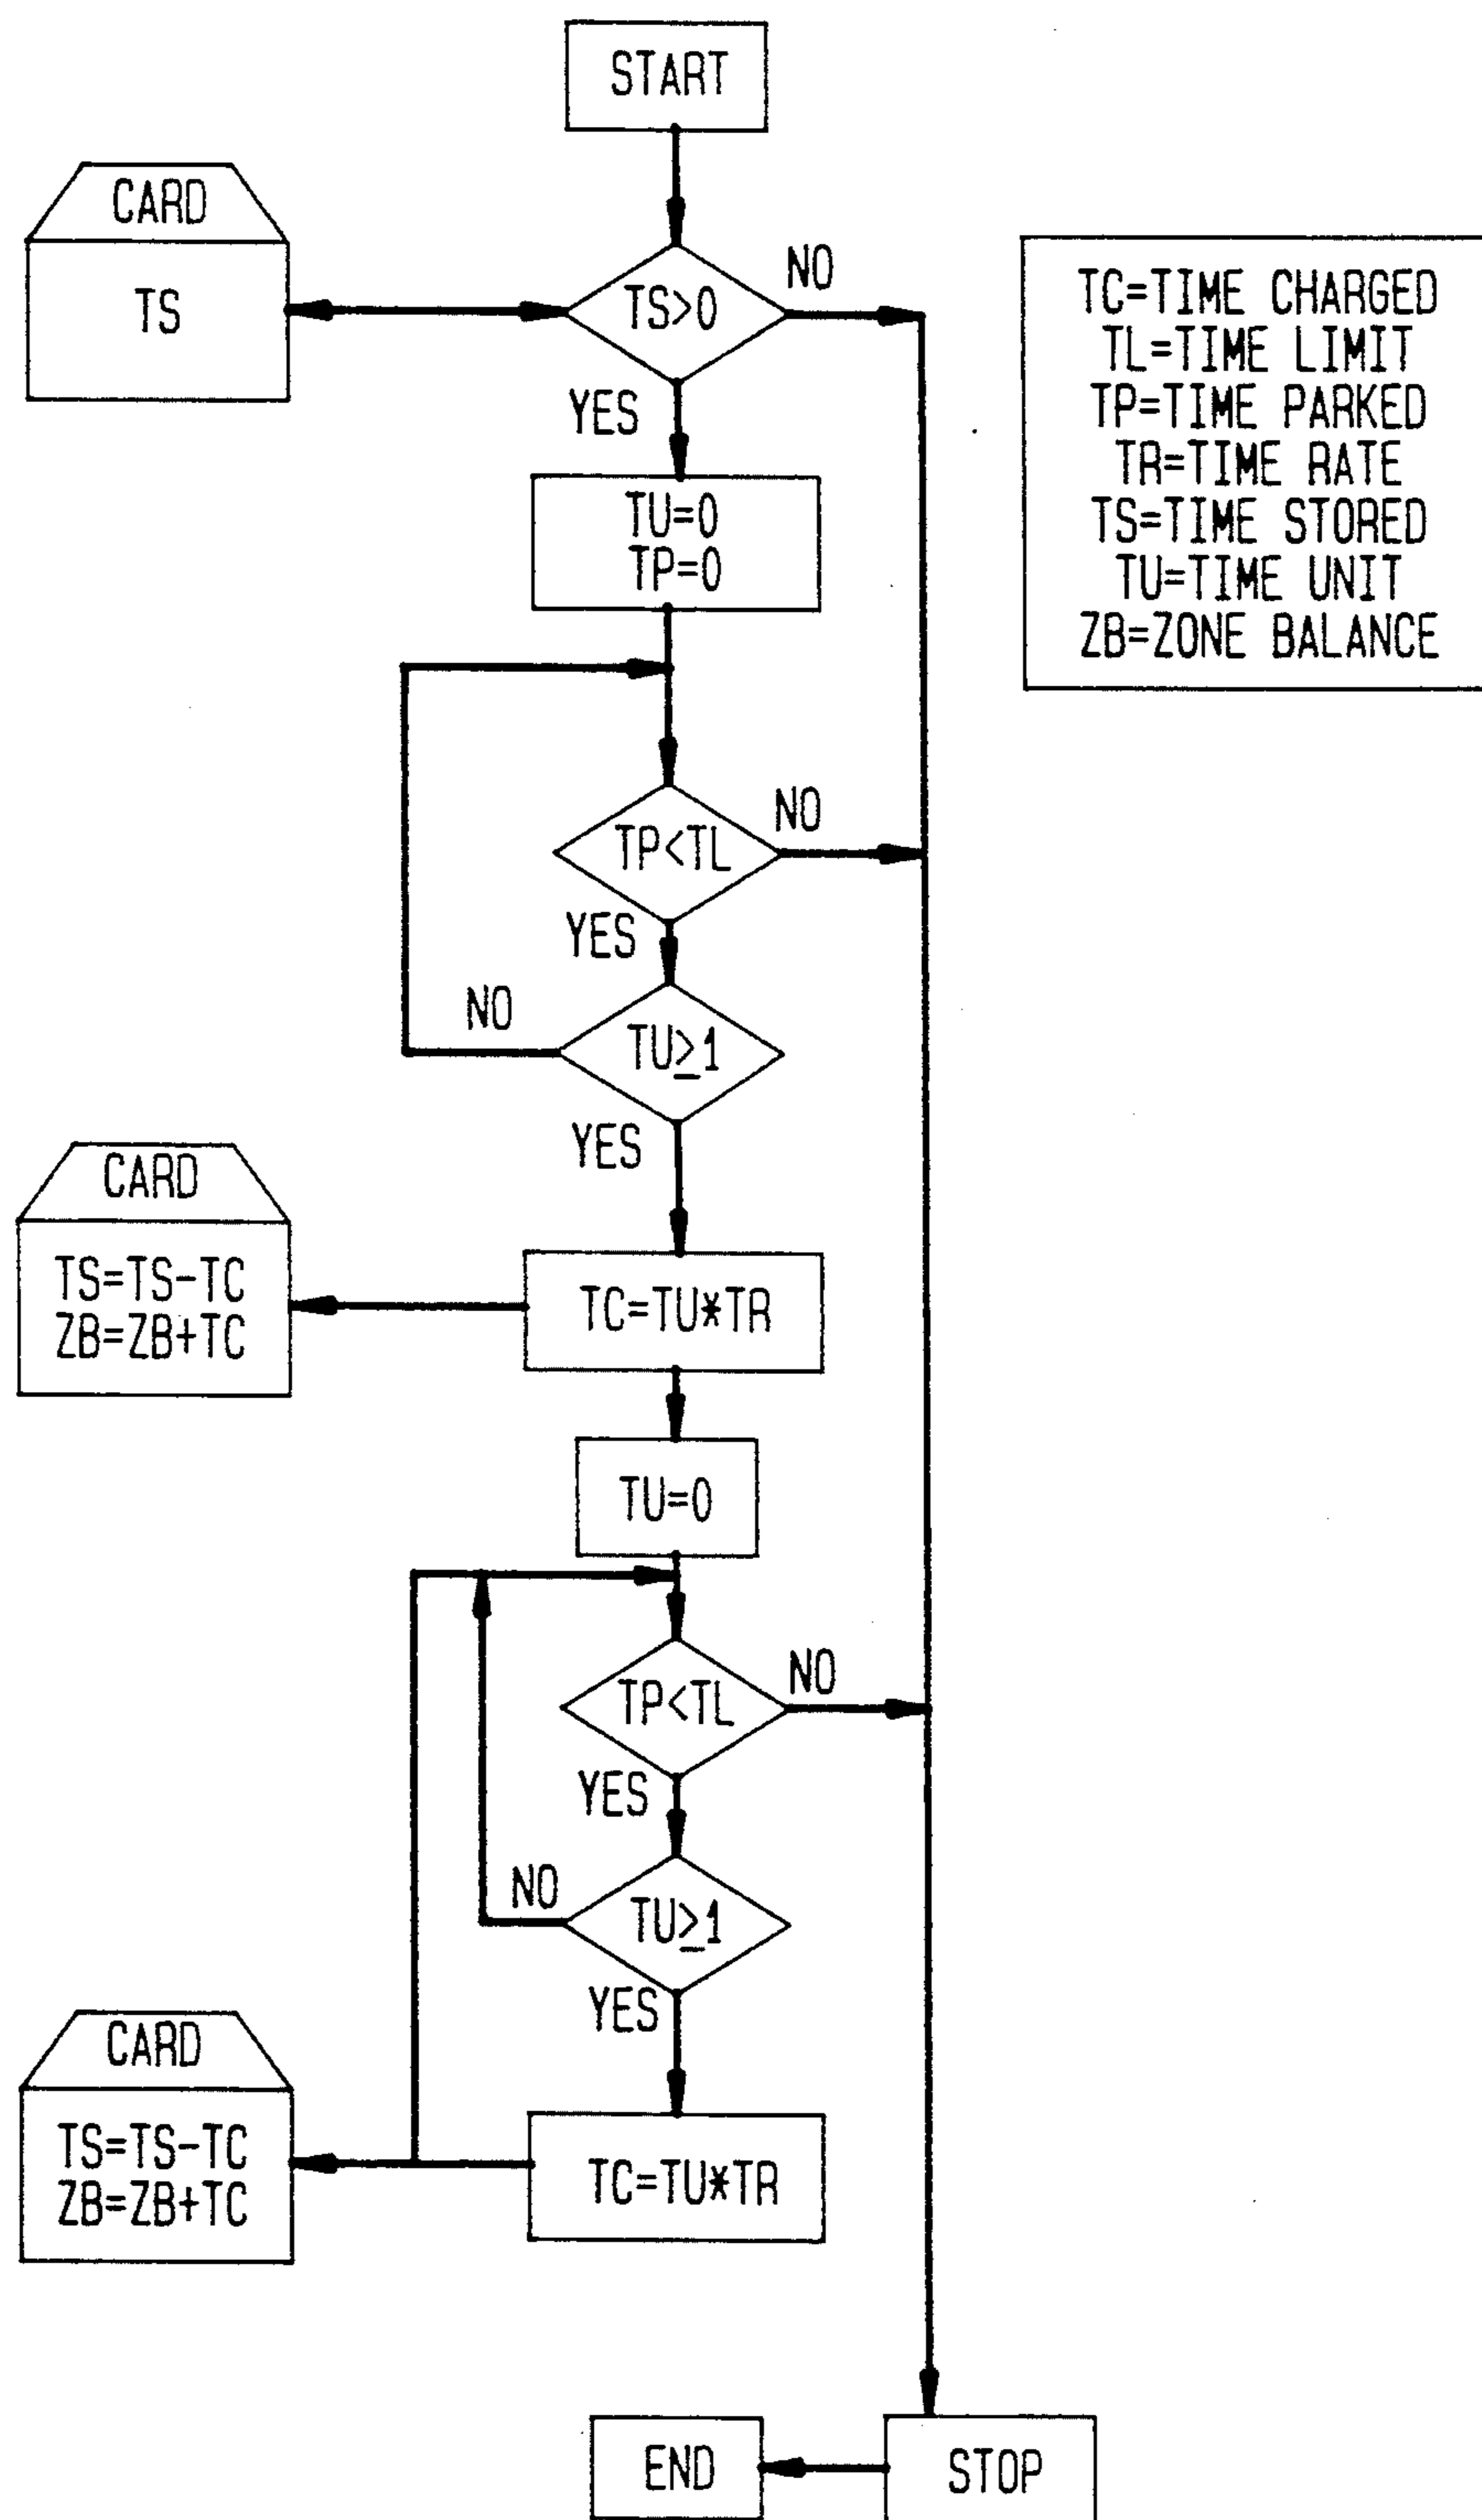 START
CARD
TS
TS>0
NO
YES
TC=TIME CHARGED
TL=TIME LIMIT
TP=TIME PARKED
TR=TIME RATE
TS=TIME STORED
TU=TIME UNIT
ZB=ZONE BALANCE
TU=0
TP=0
TP<TL
NO
YES
TU≥1
NO
YES
CARD
TS=TS-TC
ZB=ZB+TC
TC=TU*TR
TU=0
TP<TL
NO
YES
TU≥1
NO
YES
CARD
TS=TS-TC
ZB=ZB+TC
TC=TU*TR
END
STOP